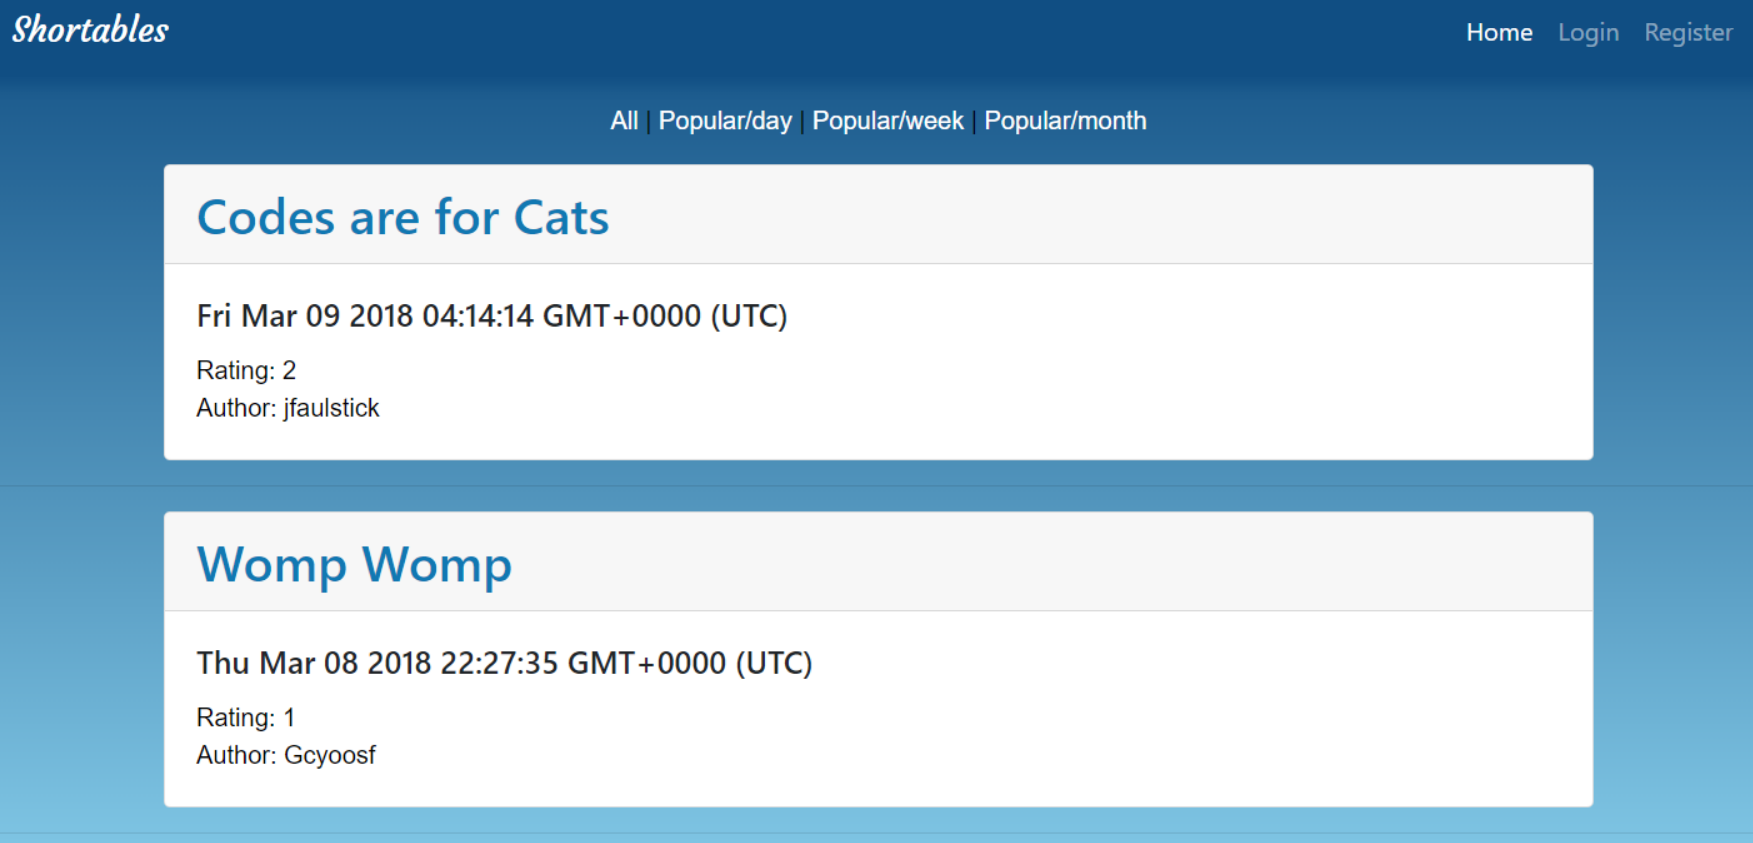 Shortables
Home Login Register
All | Popular/day | Popular/week | Popular/month
Codes are for Cats
Fri Mar 09 2018 04:14:14 GMT+0000 (UTC)
Rating: 2
Author: jfaulstick
Womp Womp
Thu Mar 08 2018 22:27:35 GMT+0000 (UTC)
Rating: 1
Author: Gcyoosf